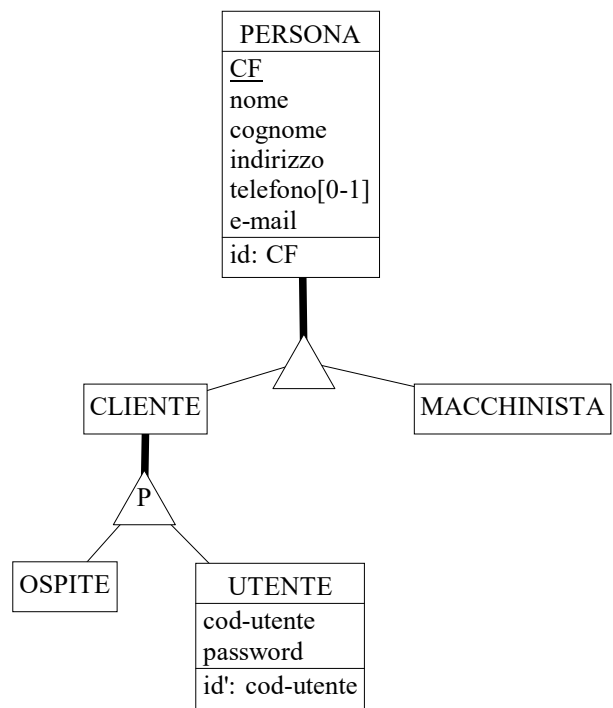 PERSONA
CF
nome
cognome
indirizzo
telefono[0-1]
e-mail
id: CF
CLIENTE
MACCHINISTA
P
OSPITE
UTENTE
cod-utente
password
id': cod-utente